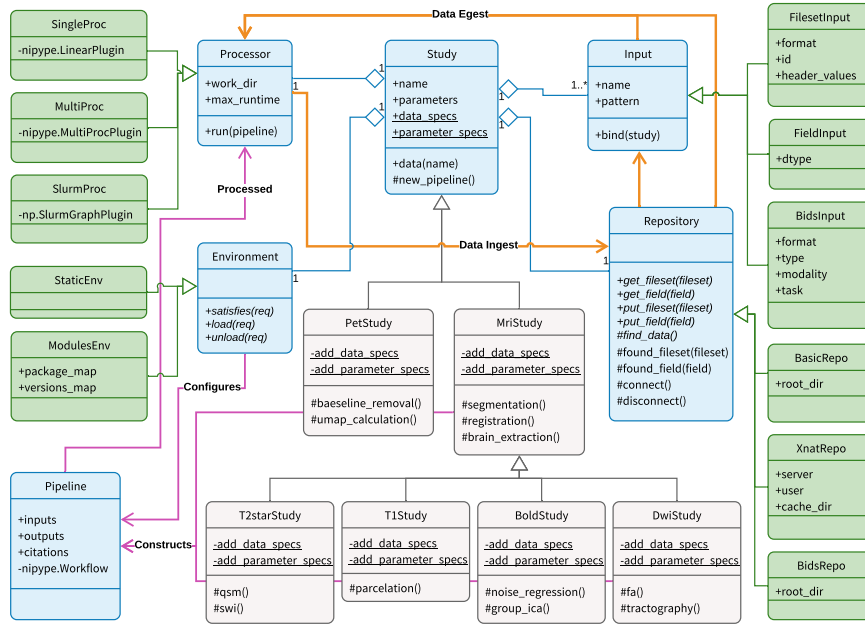 Data Egest
SingleProc
-nipype.LinearPlugin
MultiProc
-nipype.MultiProcPlugin
SlurmProc
-np.SlurmGraphPlugin
StaticEnv
ModulesEnv
+package_map
+versions_map
Processor
+work_dir
+max_runtime
+run(pipeline)
1
1
1
Processed
Environment
+satisfies(req)
+load(req)
+unload(req)
1
Configures
Study
+name
+parameters
+data_specs
+parameter_specs
+data(name)
#new_pipeline()
1
1
1..*
Data Ingest
1
Input
+name
+pattern
+bind(study)
Repository
+get_fileset(fileset)
+get_field(field)
+put_fileset(fileset)
+put_field(field)
#find_data()
#found_fileset(fileset)
#found_field(field)
#connect()
#disconnect()
FilesetInput
+format
+id
+header_values
FieldInput
+dtype
BidsInput
+format
+type
+modality
+task
BasicRepo
+root_dir
XnatRepo
+server
+user
+cache_dir
BidsRepo
+root_dir
PetStudy
-add_data_specs
-add_parameter_specs
#baeseline_removal()
#umap_calculation()
MriStudy
-add_data_specs
-add_parameter_specs
#segmentation()
#registration()
#brain_extraction()
Pipeline
+inputs
+outputs
+citations
-nipype.Workflow
Constructs
T2starStudy
-add_data_specs
-add_parameter_specs
#qsm()
#swi()
T1Study
-add_data_specs
-add_parameter_specs
#parcelation()
BoldStudy
-add_data_specs
-add_parameter_specs
#noise_regression()
#group_ica()
DwiStudy
-add_data_specs
-add_parameter_specs
#fa()
#tractography()